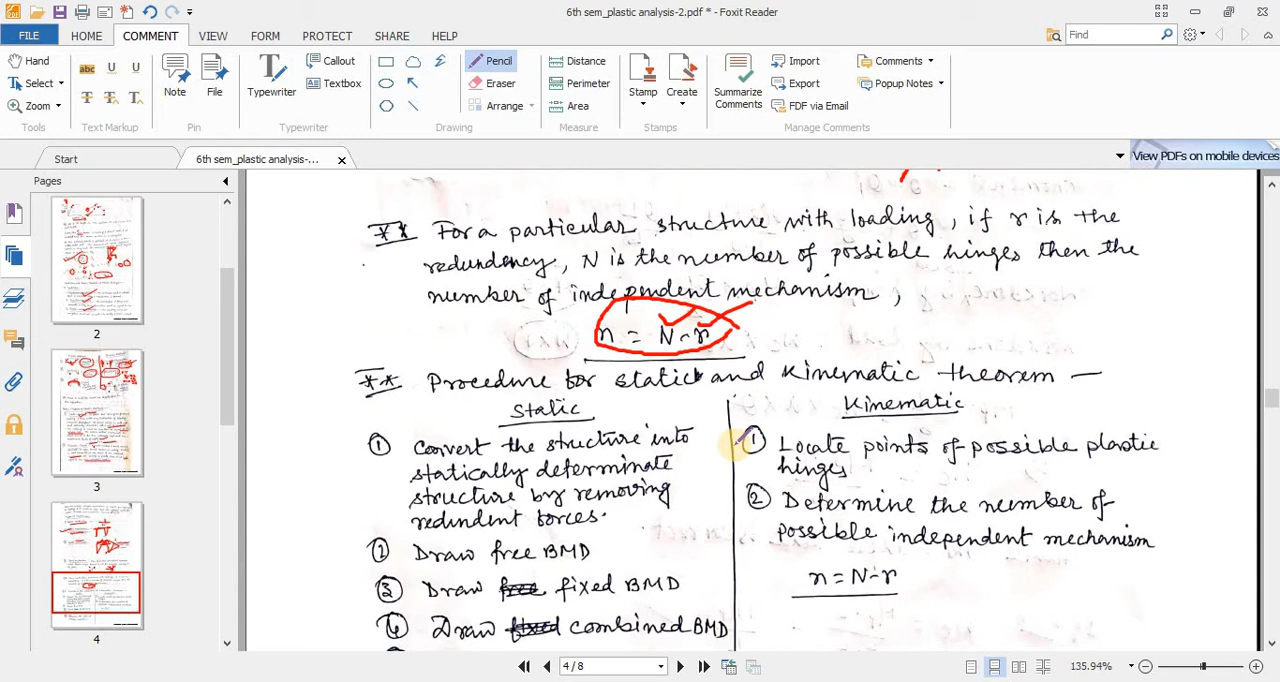 6th sem_plastic analysis-2.pdf * - Foxit Reader
FILE HOME COMMENT VIEW FORM PROTECT SHARE HELP
Find
Hand
Select
Zoom
Tools
Text Markup
Note
File
Pin
Typewriter
Callout
Textbox
Typewriter
Pencil
Eraser
Arrange
Drawing
Distance
Perimeter
Area
Measure
Stamp
Create
Stamps
Summarize
Comments
Import
Export
FDF via Email
Comments
Popup Notes
Manage Comments
Start
6th sem_plastic analysis-...
View PDFs on mobile devices
Pages
2
3
4
** For a particular structure with loading, if r is the
redundency, N is the number of possible hinges then the
number of independent mechanism,
n = N-r
** Procedure for static and Kinematic theorem —
Static
① Convert the structure into
statically determinate
structure by removing
redundent forces.
② Draw free BMD
③ Draw free fixed BMD
④ Draw fixed combined BMD
Kinematic
① Locate points of possible plastic
hinges
② Determine the number of
possible independent mechanism
n = N-r
4 / 8
135.94%